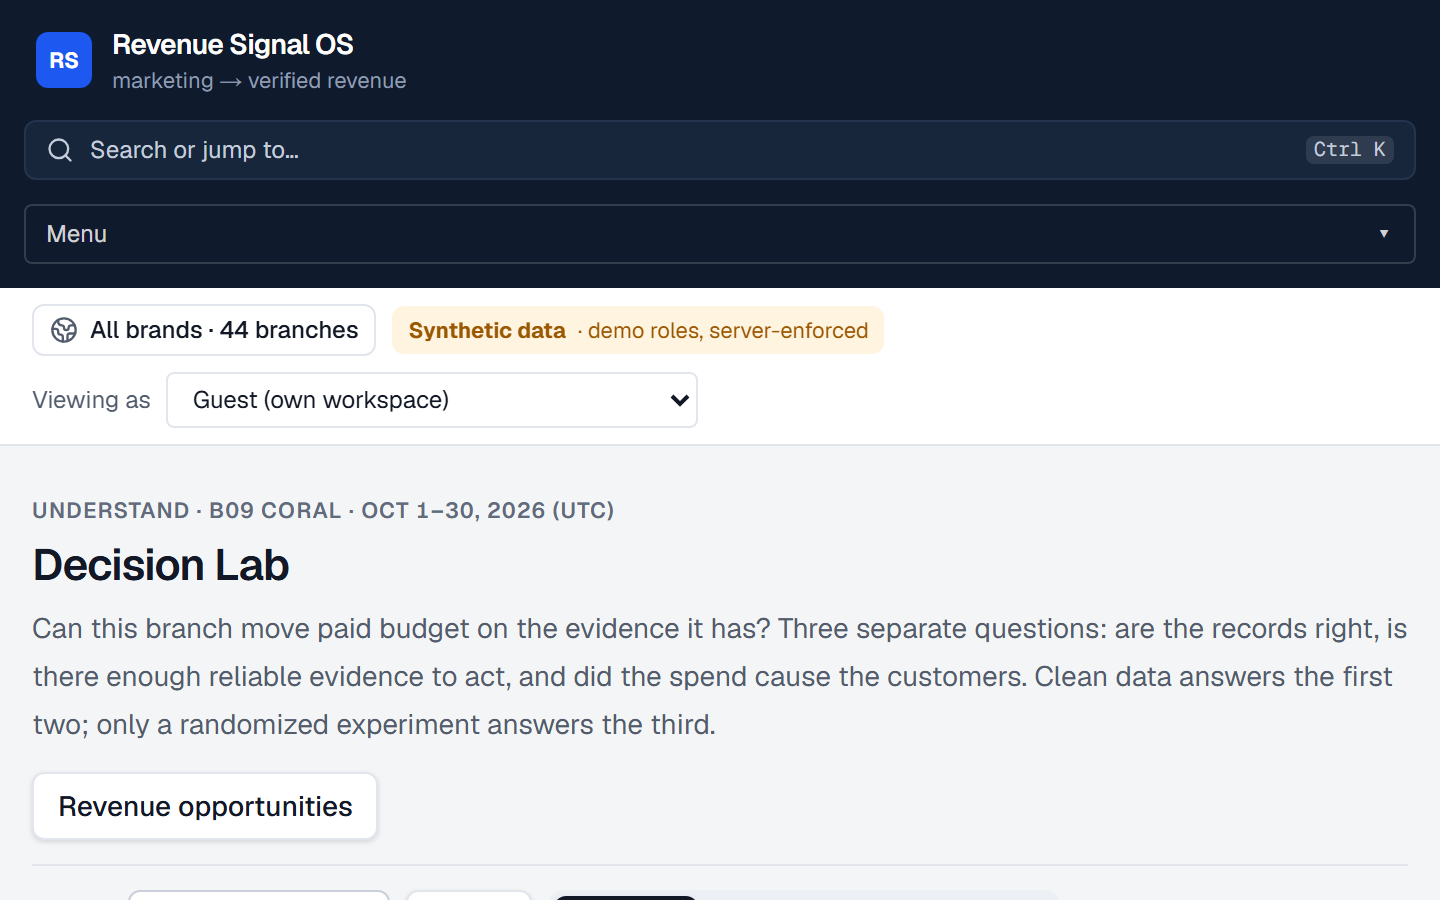 RS
Revenue Signal OS
marketing → verified revenue
Search or jump to...
Ctrl K
Menu
All brands · 44 branches
Synthetic data · demo roles, server-enforced
Viewing as
Guest (own workspace)
UNDERSTAND · B09 CORAL · OCT 1–30, 2026 (UTC)
Decision Lab
Can this branch move paid budget on the evidence it has? Three separate questions: are the records right, is
there enough reliable evidence to act, and did the spend cause the customers. Clean data answers the first
two; only a randomized experiment answers the third.
Revenue opportunities